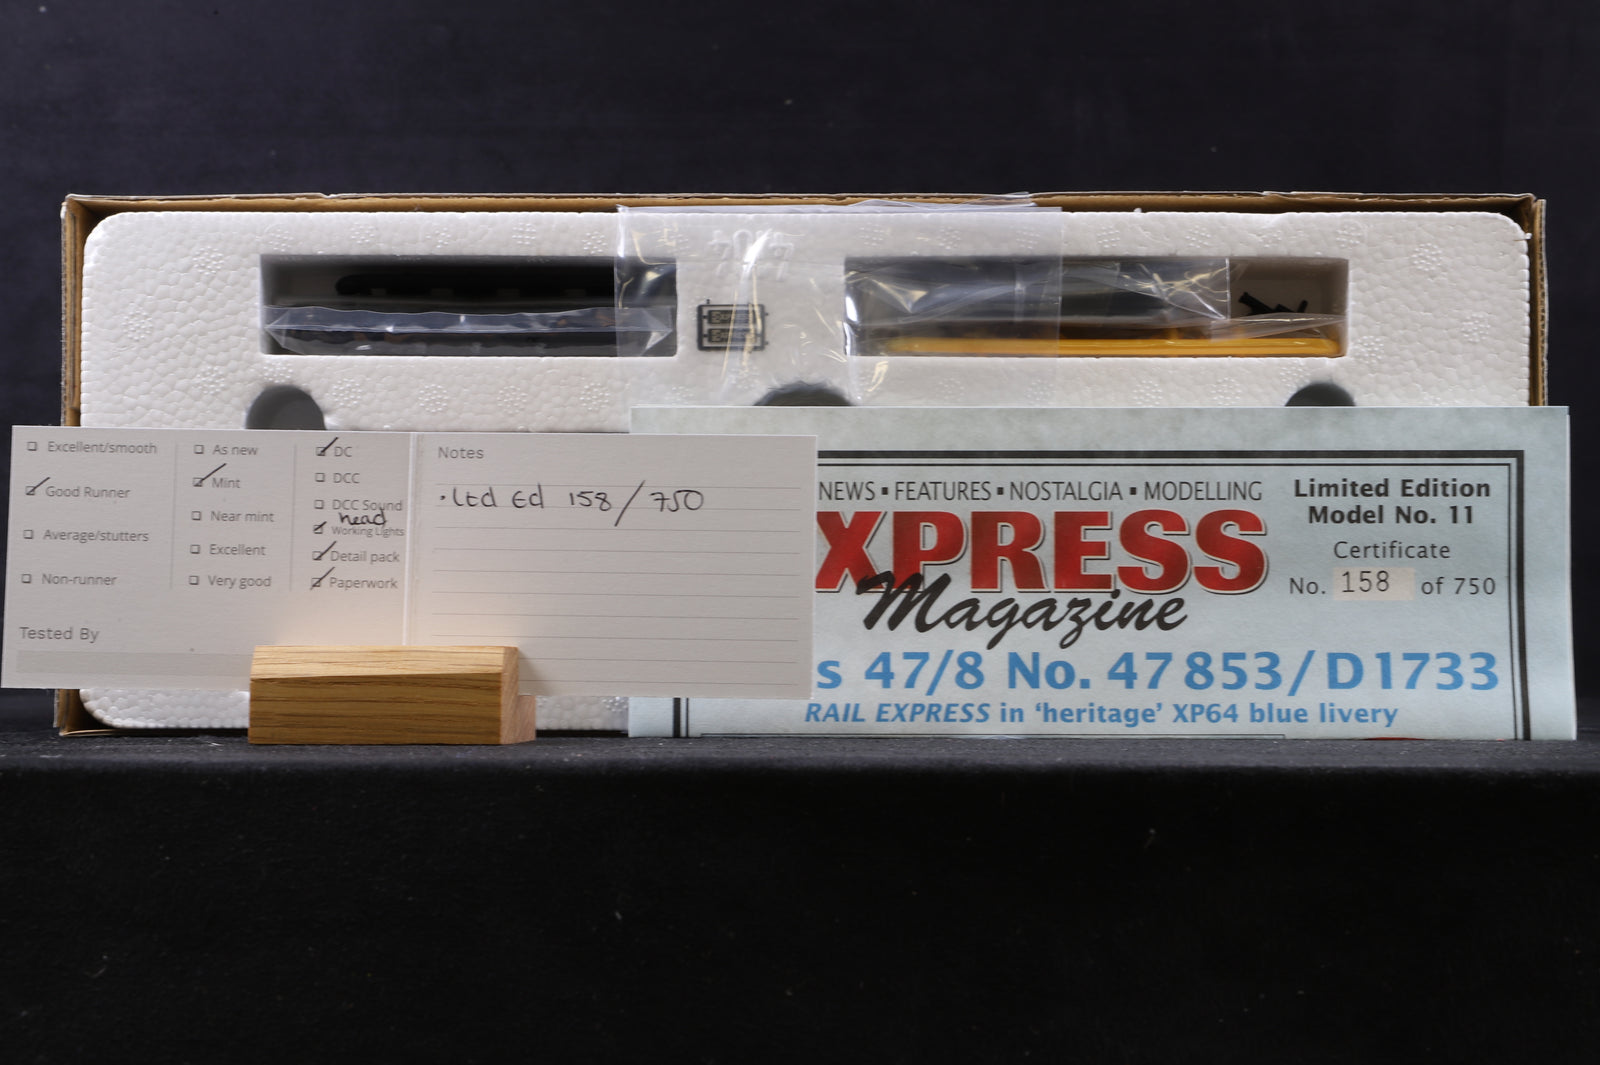 ☐ Excellent/smooth
☑ Good Runner
☐ Average/stutters
☐ Non-runner
Tested By
☐ As new
☑ Mint
☐ Near mint
☐ Excellent
☐ Very good
☑ DC
☐ DCC
☐ DCC Sound
head
☑ Working Lights
☑ Detail pack
☑ Paperwork
Notes
· Ltd Ed 158/750
NEWS ▪ FEATURES ▪ NOSTALGIA ▪ MODELLING
XPRESS
Magazine
Limited Edition
Model No. 11
Certificate
No. 158 of 750
s 47/8 No. 47 853/D1733
RAIL EXPRESS in ‘heritage’ XP64 blue livery